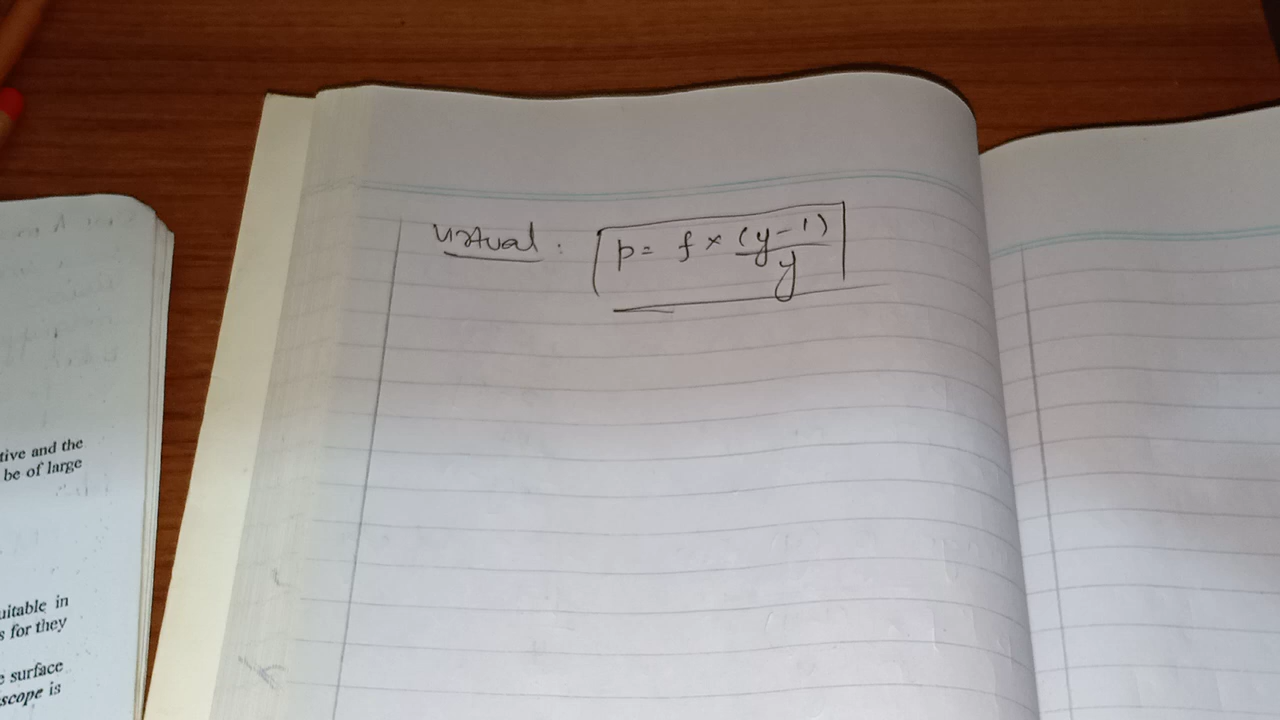 tive and the
be of large
uitable in
s for they
e surface
scope is
Virtual : p = f × (y - 1) / y